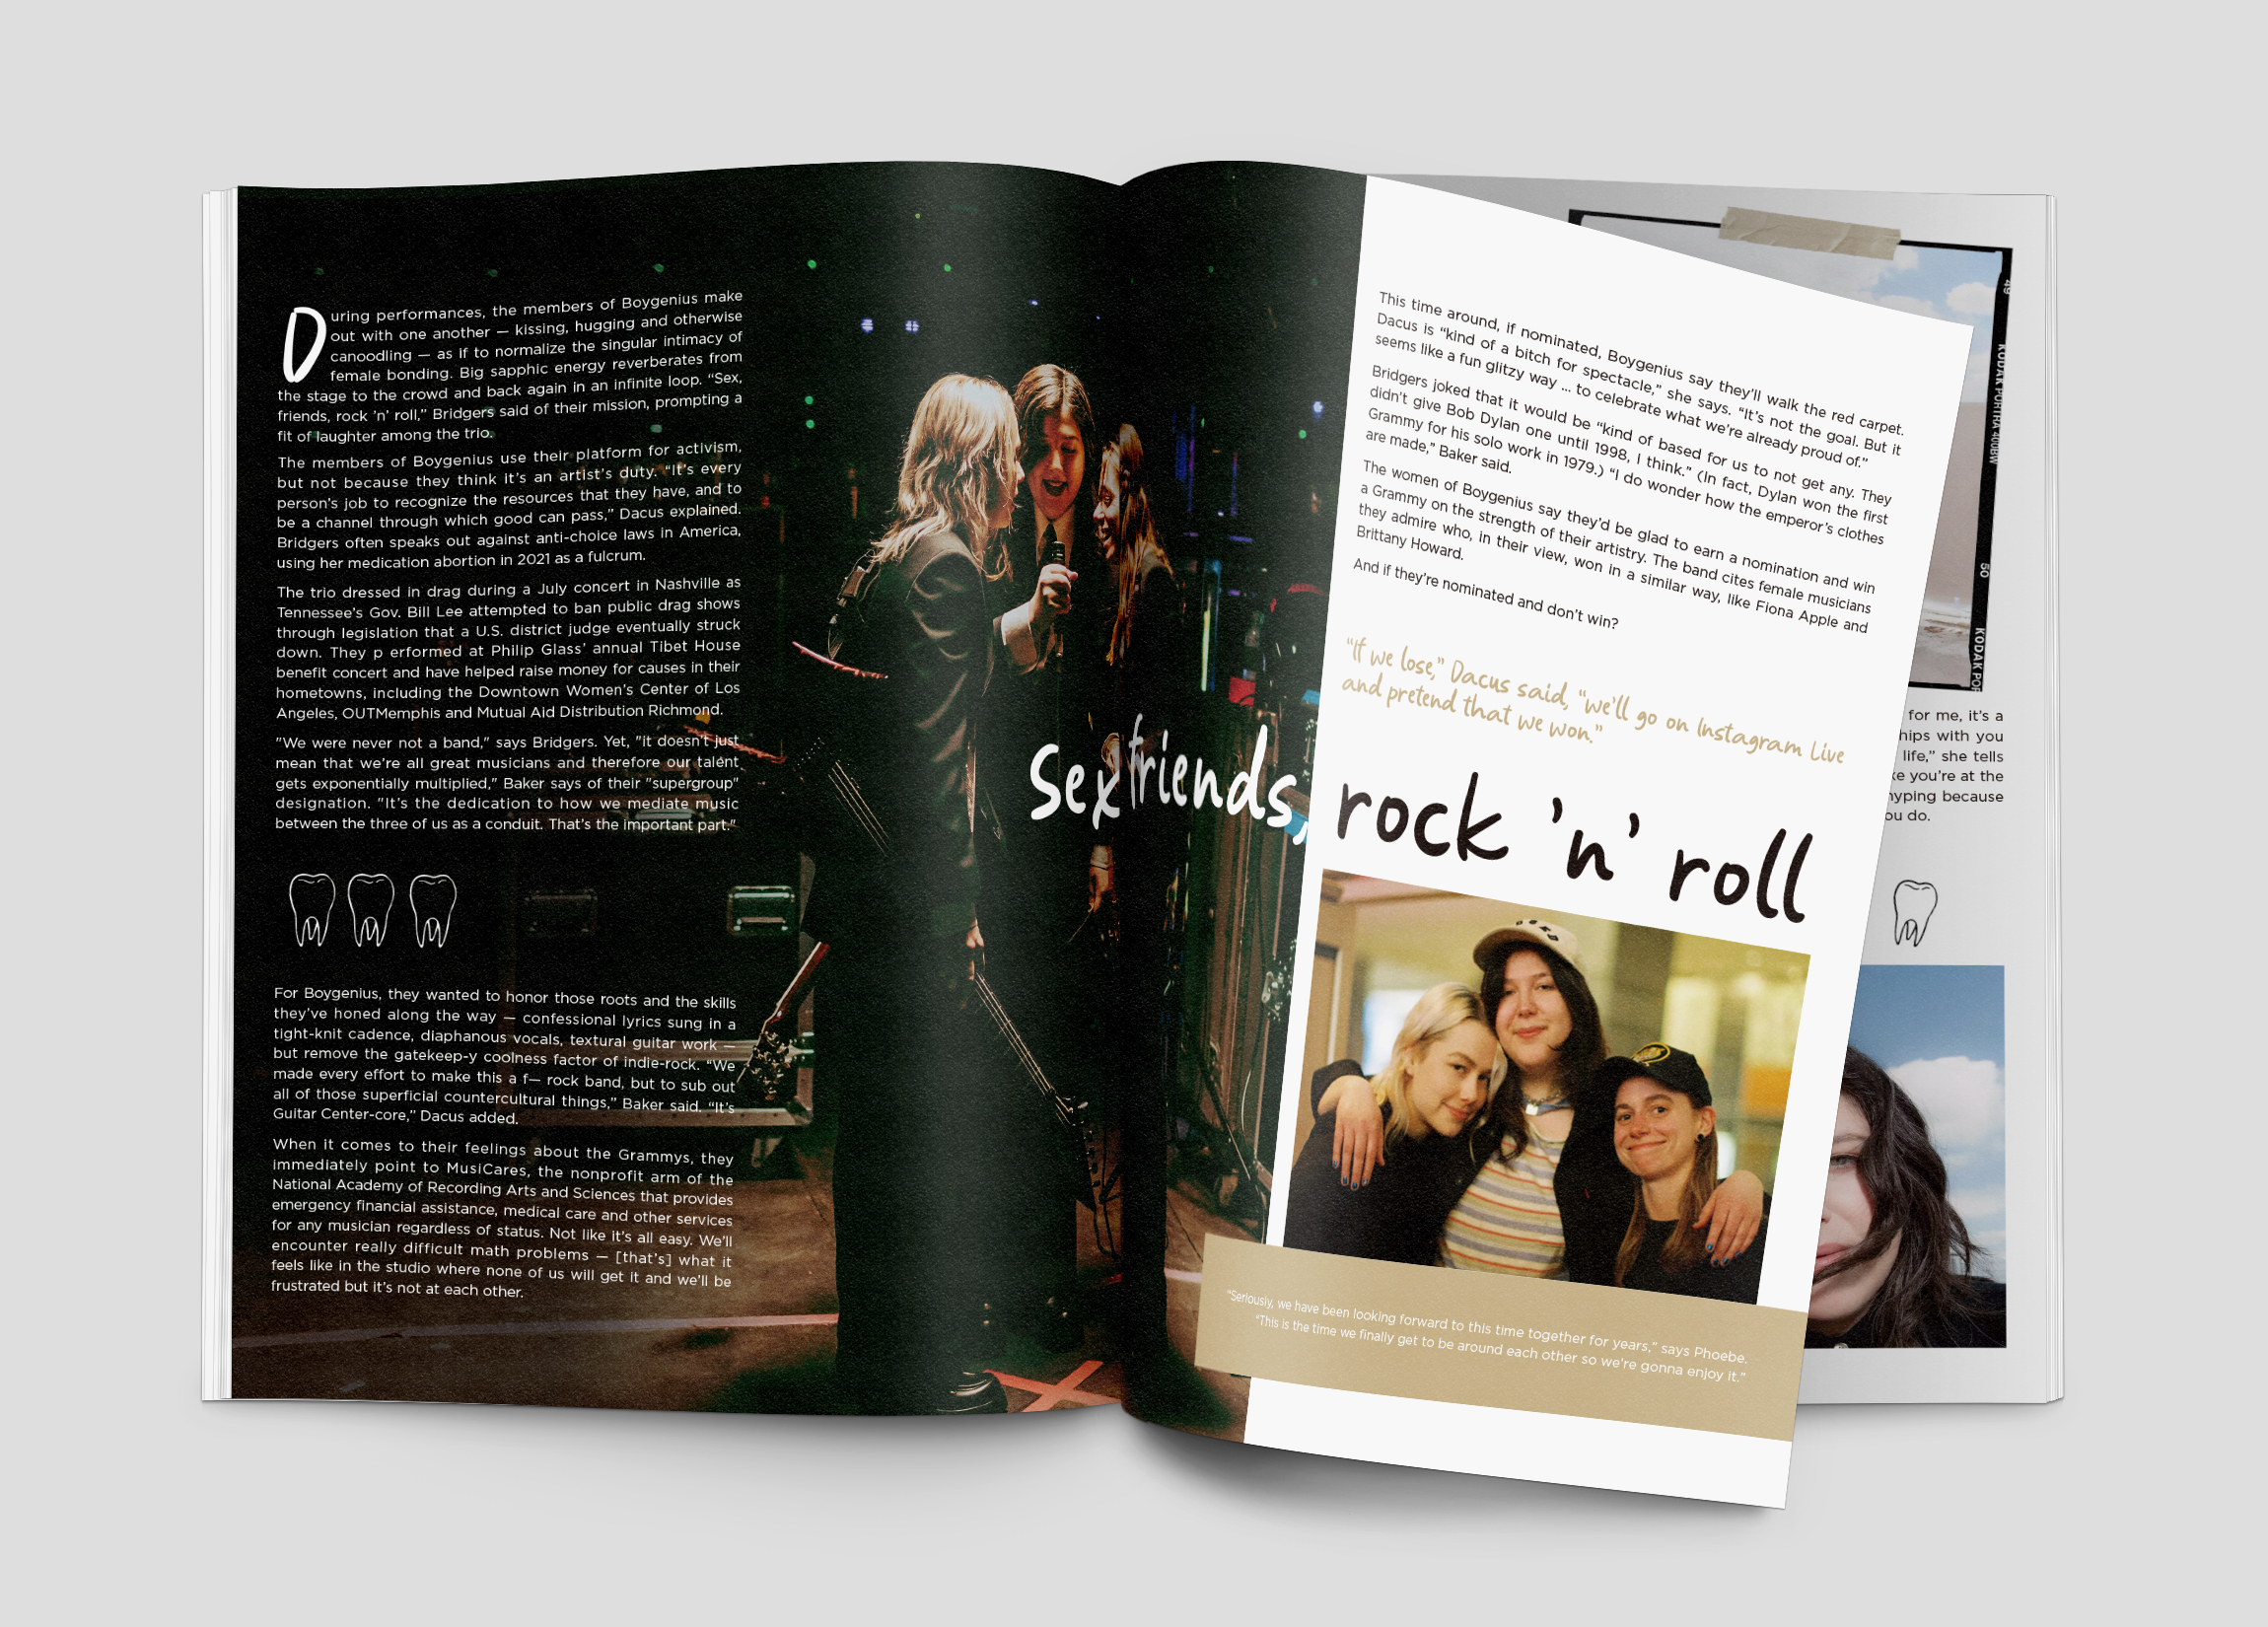 During performances, the members of Boygenius make
out with one another — kissing, hugging and otherwise
canoodling — as if to normalize the singular intimacy of
female bonding. Big sapphic energy reverberates from
the stage to the crowd and back again in an infinite loop. “Sex,
friends, rock ’n’ roll,” Bridgers said of their mission, prompting a
fit of laughter among the trio.
The members of Boygenius use their platform for activism,
but not because they think it’s an artist’s duty. “It’s every
person’s job to recognize the resources that they have, and to
be a channel through which good can pass,” Dacus explained.
Bridgers often speaks out against anti-choice laws in America,
using her medication abortion in 2021 as a fulcrum.
The trio dressed in drag during a July concert in Nashville as
Tennessee’s Gov. Bill Lee attempted to ban public drag shows
through legislation that a U.S. district judge eventually struck
down. They p erformed at Philip Glass’ annual Tibet House
benefit concert and have helped raise money for causes in their
hometowns, including the Downtown Women’s Center of Los
Angeles, OUTMemphis and Mutual Aid Distribution Richmond.
"We were never not a band," says Bridgers. Yet, "it doesn’t just
mean that we’re all great musicians and therefore our talent
gets exponentially multiplied," Baker says of their "supergroup"
designation. "It’s the dedication to how we mediate music
between the three of us as a conduit. That’s the important part."
For Boygenius, they wanted to honor those roots and the skills
they’ve honed along the way — confessional lyrics sung in a
tight-knit cadence, diaphanous vocals, textural guitar work —
but remove the gatekeep-y coolness factor of indie-rock. “We
made every effort to make this a f— rock band, but to sub out
all of those superficial countercultural things,” Baker said. “It’s
Guitar Center-core,” Dacus added.
When it comes to their feelings about the Grammys, they
immediately point to MusiCares, the nonprofit arm of the
National Academy of Recording Arts and Sciences that provides
emergency financial assistance, medical care and other services
for any musician regardless of status. Not like it’s all easy. We’ll
encounter really difficult math problems — [that’s] what it
feels like in the studio where none of us will get it and we’ll be
frustrated but it’s not at each other.
This time around, if nominated, Boygenius say they’ll walk the red carpet.
Dacus is “kind of a bitch for spectacle,” she says. “It’s not the goal. But it
seems like a fun glitzy way ... to celebrate what we’re already proud of.”
Bridgers joked that it would be “kind of based for us to not get any. They
didn’t give Bob Dylan one until 1998, I think.” (In fact, Dylan won the first
Grammy for his solo work in 1979.) “I do wonder how the emperor’s clothes
are made,” Baker said.
The women of Boygenius say they’d be glad to earn a nomination and win
a Grammy on the strength of their artistry. The band cites female musicians
they admire who, in their view, won in a similar way, like Fiona Apple and
Brittany Howard.
And if they’re nominated and don’t win?
“If we lose,” Dacus said, “we’ll go on Instagram Live
and pretend that we won.”
Sex friends, rock ’n’ roll
“Seriously, we have been looking forward to this time together for years,” says Phoebe.
“This is the time we finally get to be around each other so we’re gonna enjoy it.”
49
KODAK PORTRA 400BW
50
KODAK POR
for me, it’s a
hips with you
life,” she tells
ke you’re at the
hyping because
ou do.